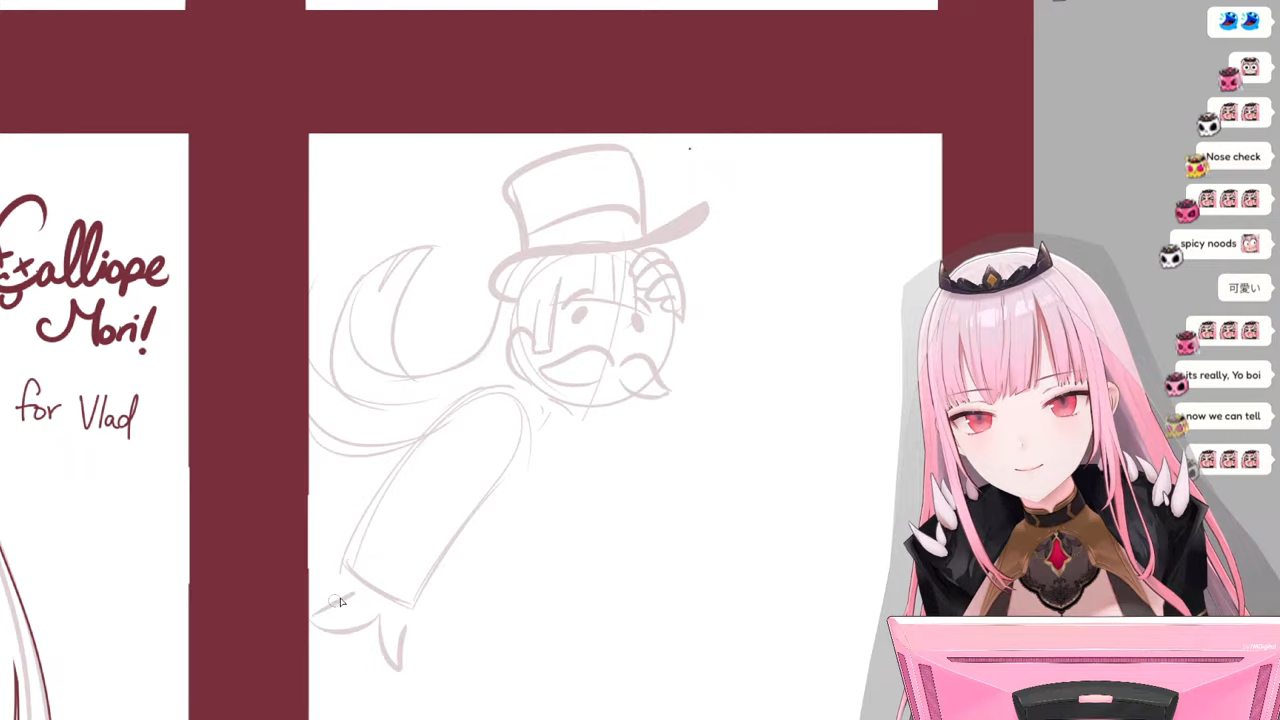 Calliope
Mori!
for Vlad
Nose check
spicy noods
可愛い
its really, Yo boi
now we can tell